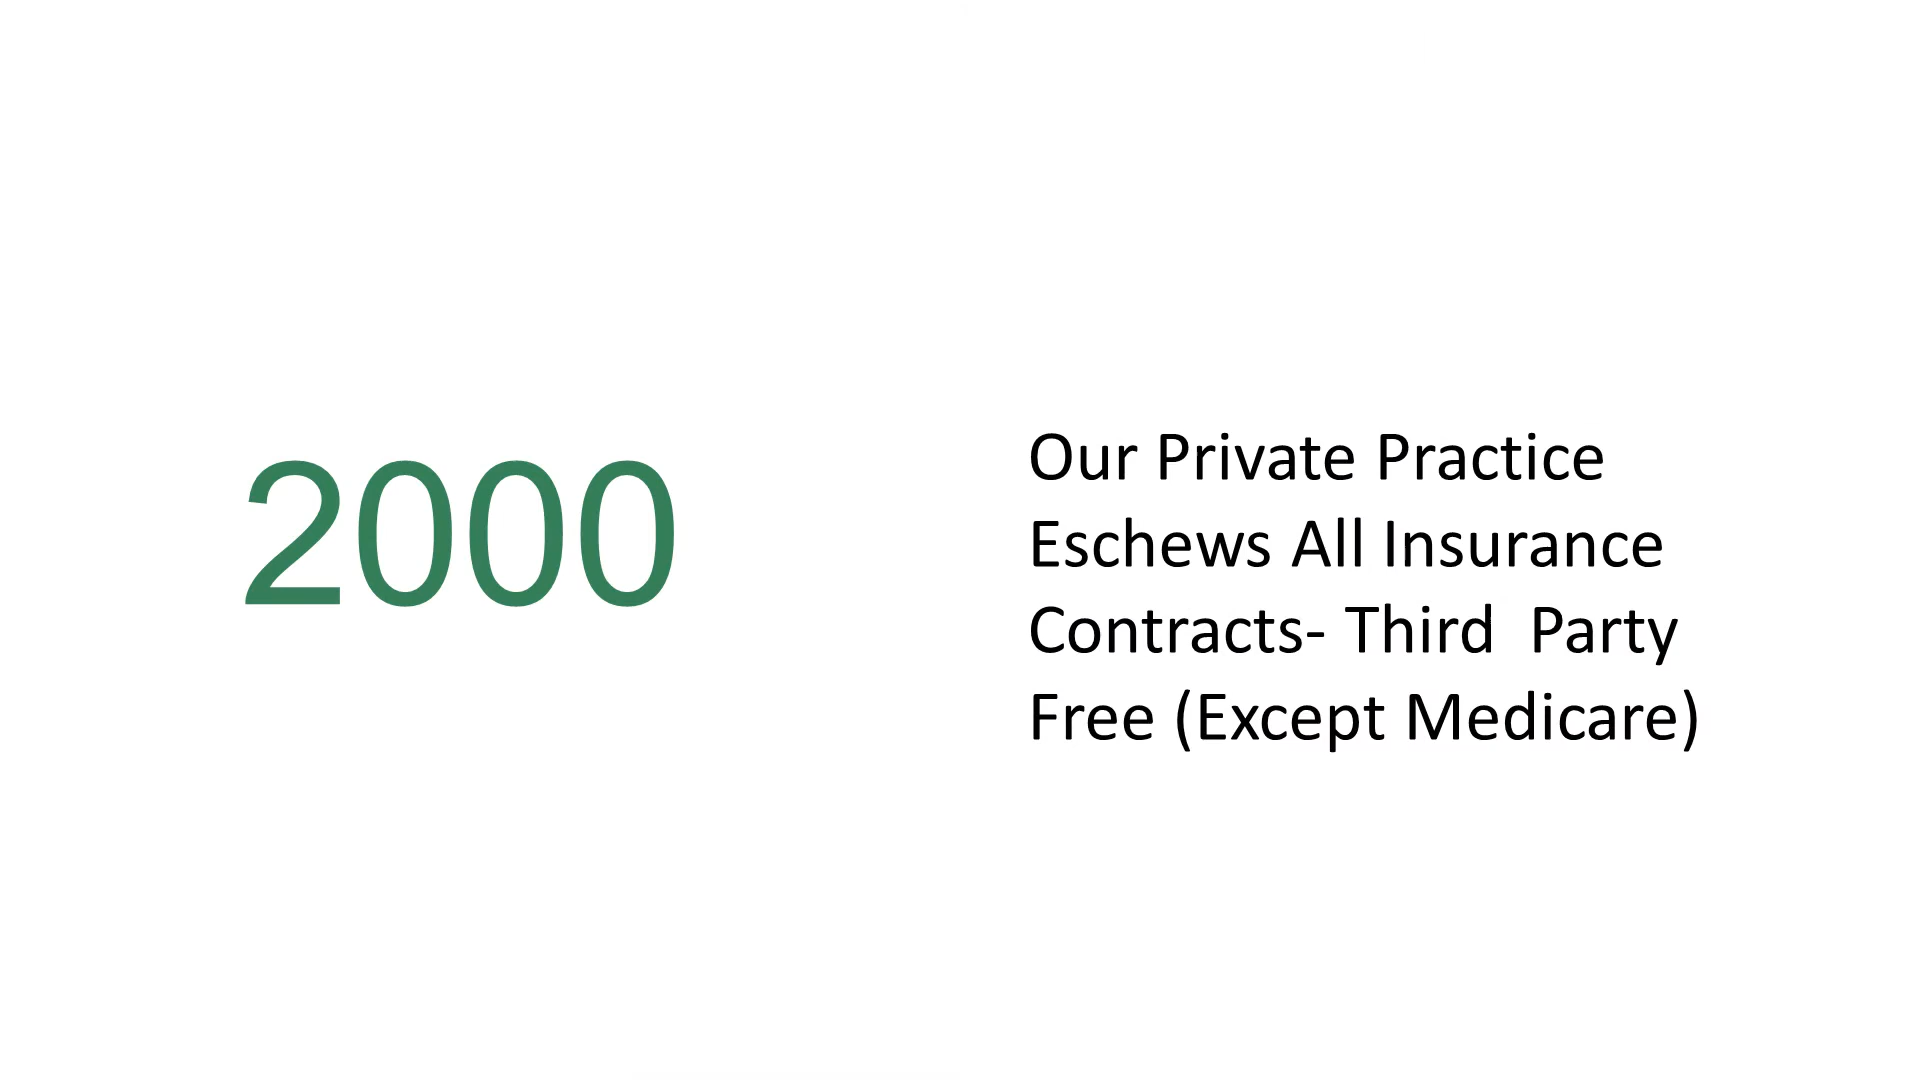 2000
Our Private Practice
Eschews All Insurance
Contracts- Third  Party
Free (Except Medicare)